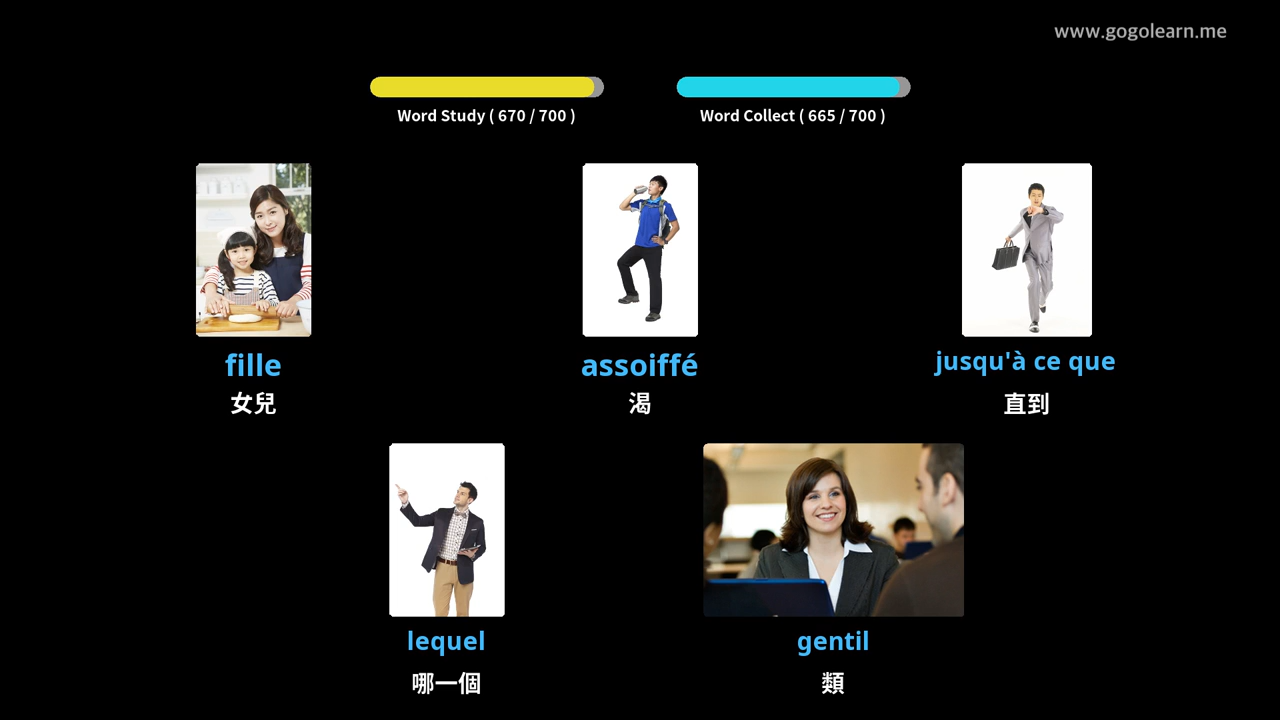 www.gogolearn.me
Word Study ( 670 / 700 )
Word Collect ( 665 / 700 )
fille
女兒
assoiffé
渴
jusqu'à ce que
直到
lequel
哪一個
gentil
類